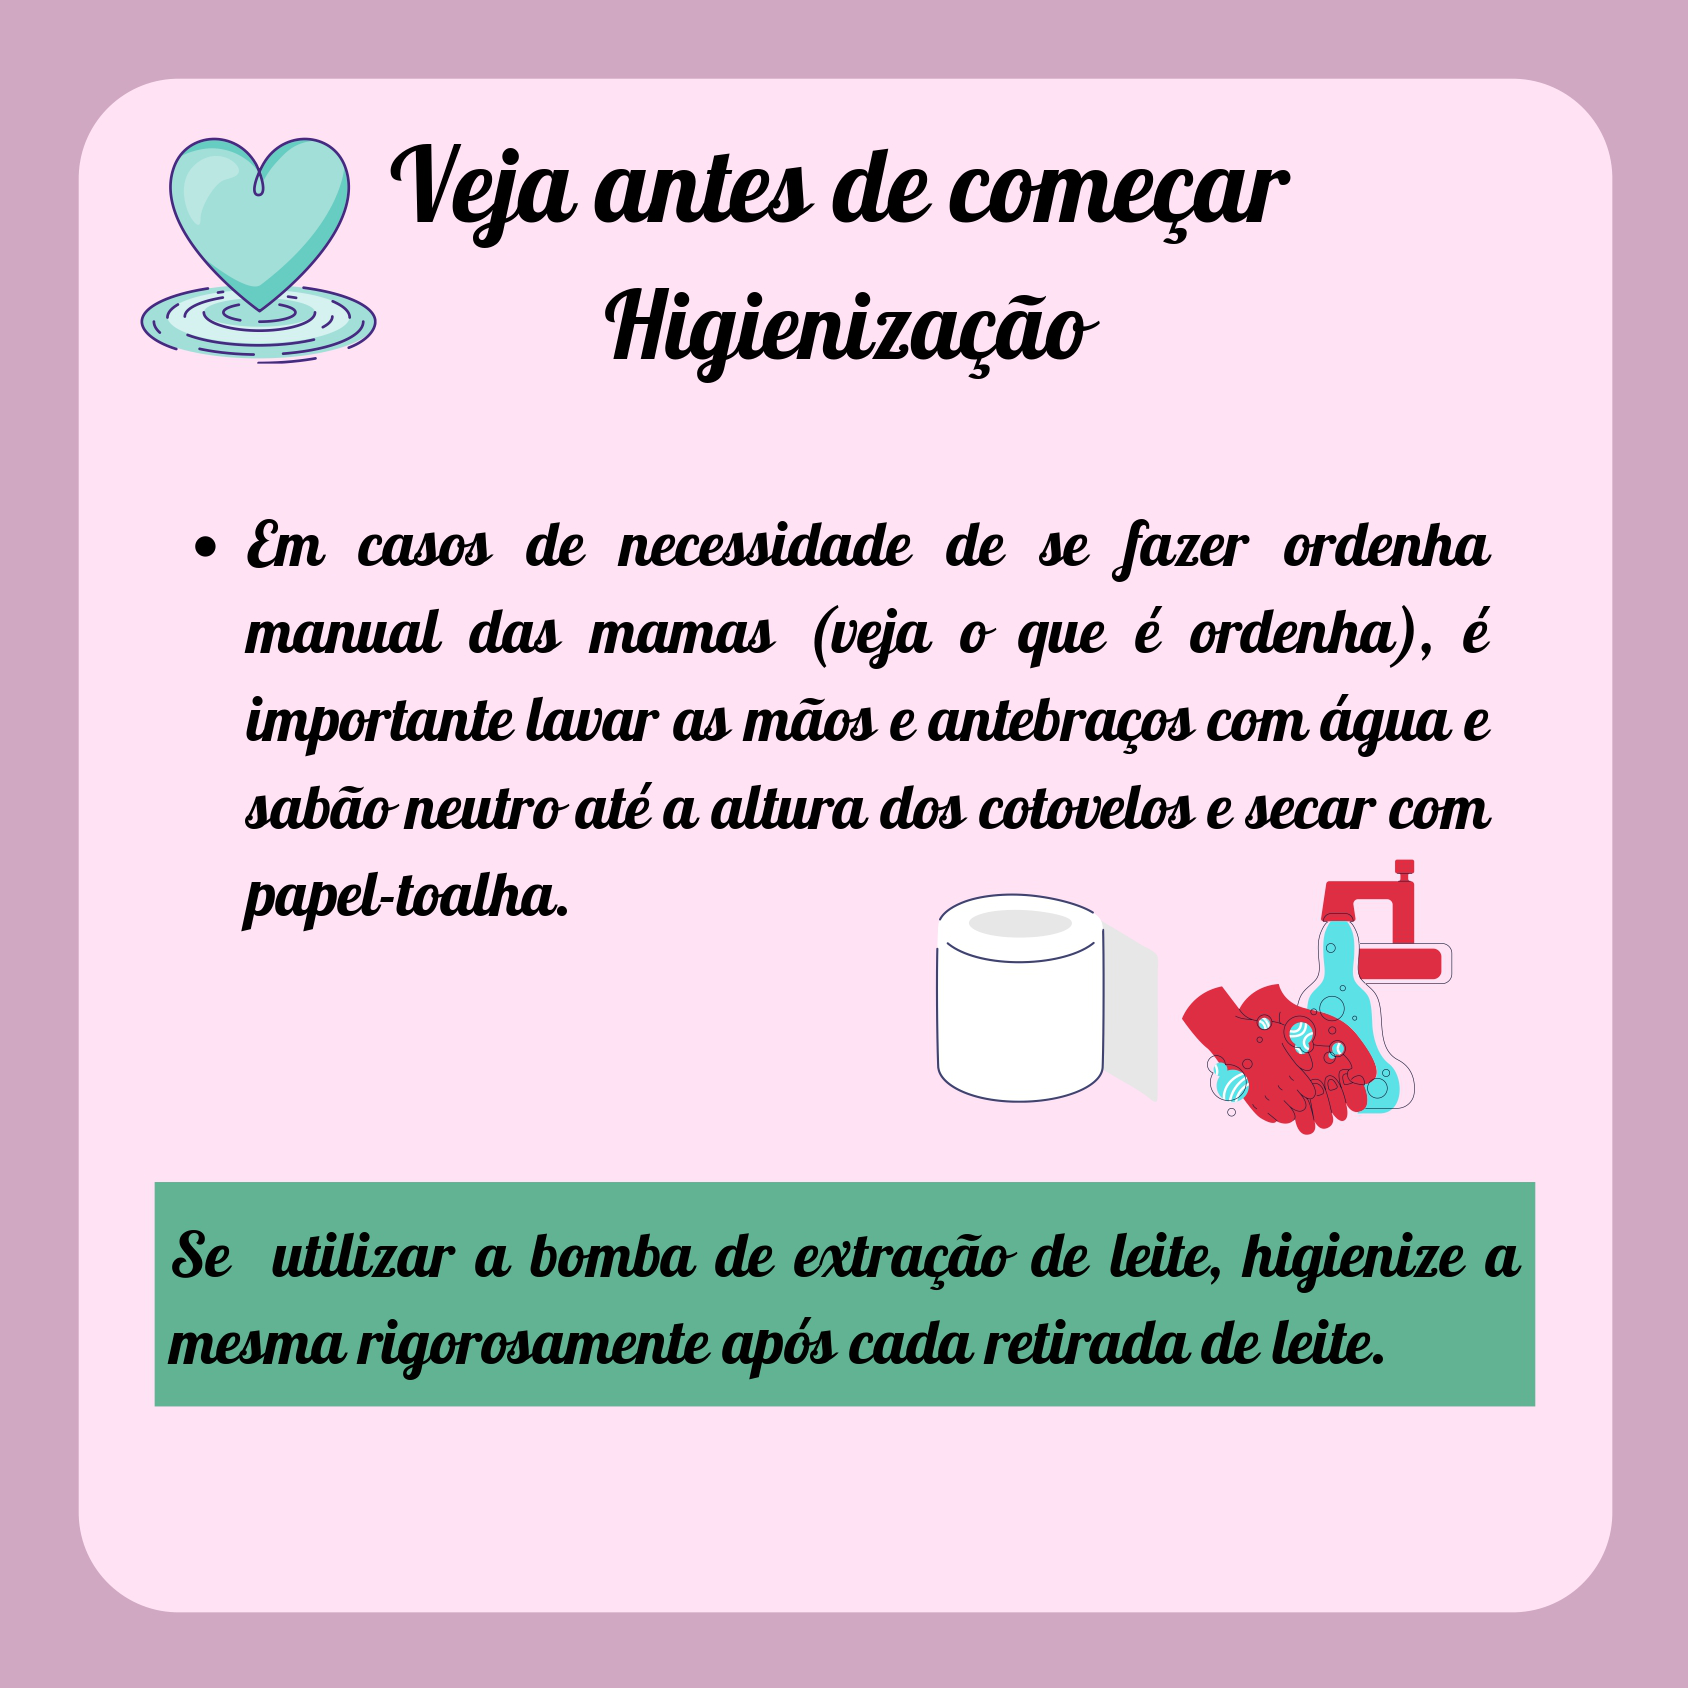 Veja antes de começar
Higienização
• Em casos de necessidade de se fazer ordenha
manual das mamas (veja o que é ordenha), é
importante lavar as mãos e antebraços com água e
sabão neutro até a altura dos cotovelos e secar com
papel-toalha.
Se utilizar a bomba de extração de leite, higienize a
mesma rigorosamente após cada retirada de leite.